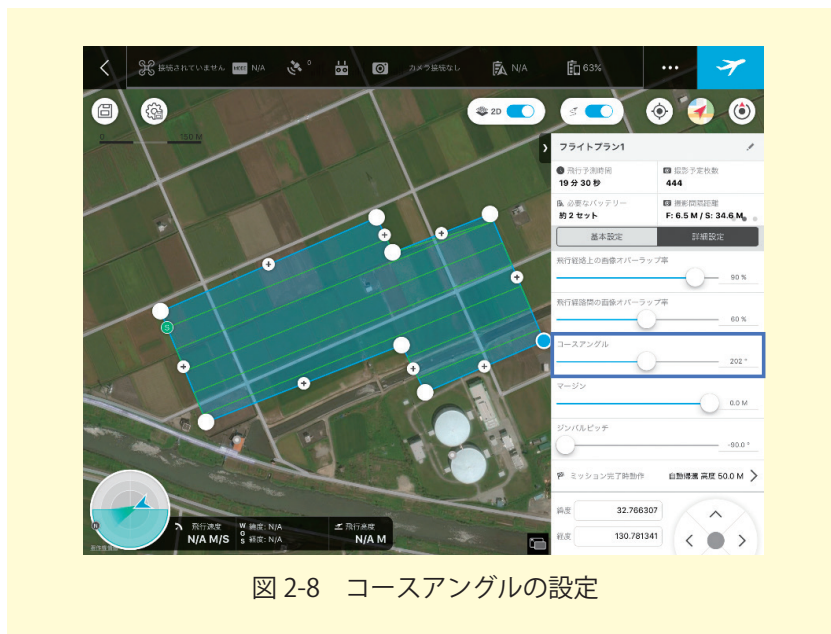 接続されていません MODE N/A 0 カメラ接続なし N/A 63% •••
2D
0 150 M
フライトプラン1
飛行予測時間 撮影予定枚数
19 分 30 秒 444
必要なバッテリー 撮影間隔距離
約 2 セット F: 6.5 M / S: 34.6 M
基本設定 詳細設定
飛行経路上の画像オーバーラップ率
90 %
飛行経路間の画像オーバーラップ率
60 %
コースアングル
202 °
マージン
0.0 M
ジンバルピッチ
-90.0 °
ミッション完了時動作 自動帰還 高度 50.0 M
緯度 32.766307
経度 130.781341
S
N
飛行速度 WGS 緯度: N/A 飛行高度
N/A M/S 経度: N/A N/A M
図 2-8 コースアングルの設定